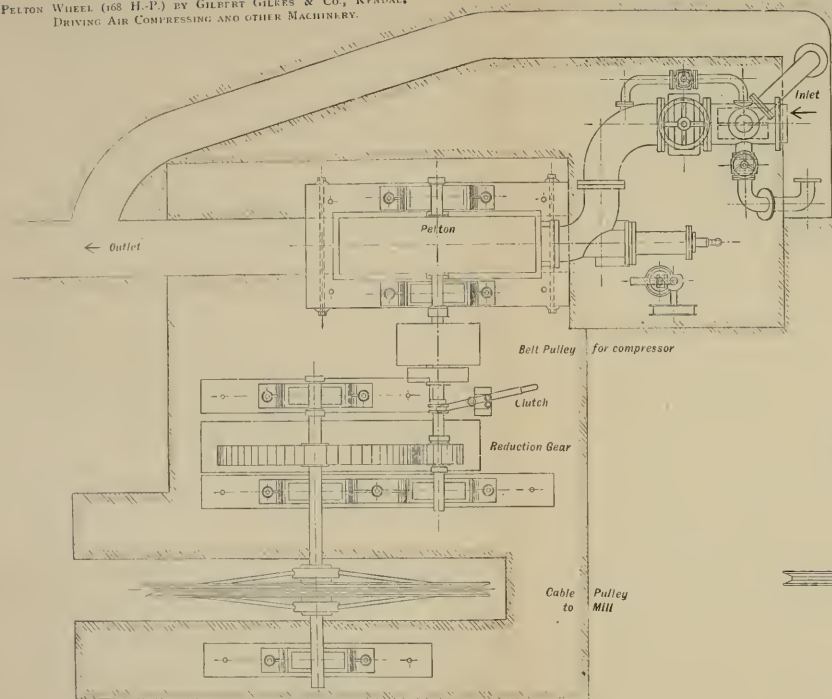 PELTON WHEEL (168 H.-P.) BY GILBERT GILKES & CO., KENDAL,
DRIVING AIR COMPRESSING AND OTHER MACHINERY.
Inlet
Pelton
Outlet
Belt Pulley for compressor
Clutch
Reduction Gear
Cable Pulley
to Mill